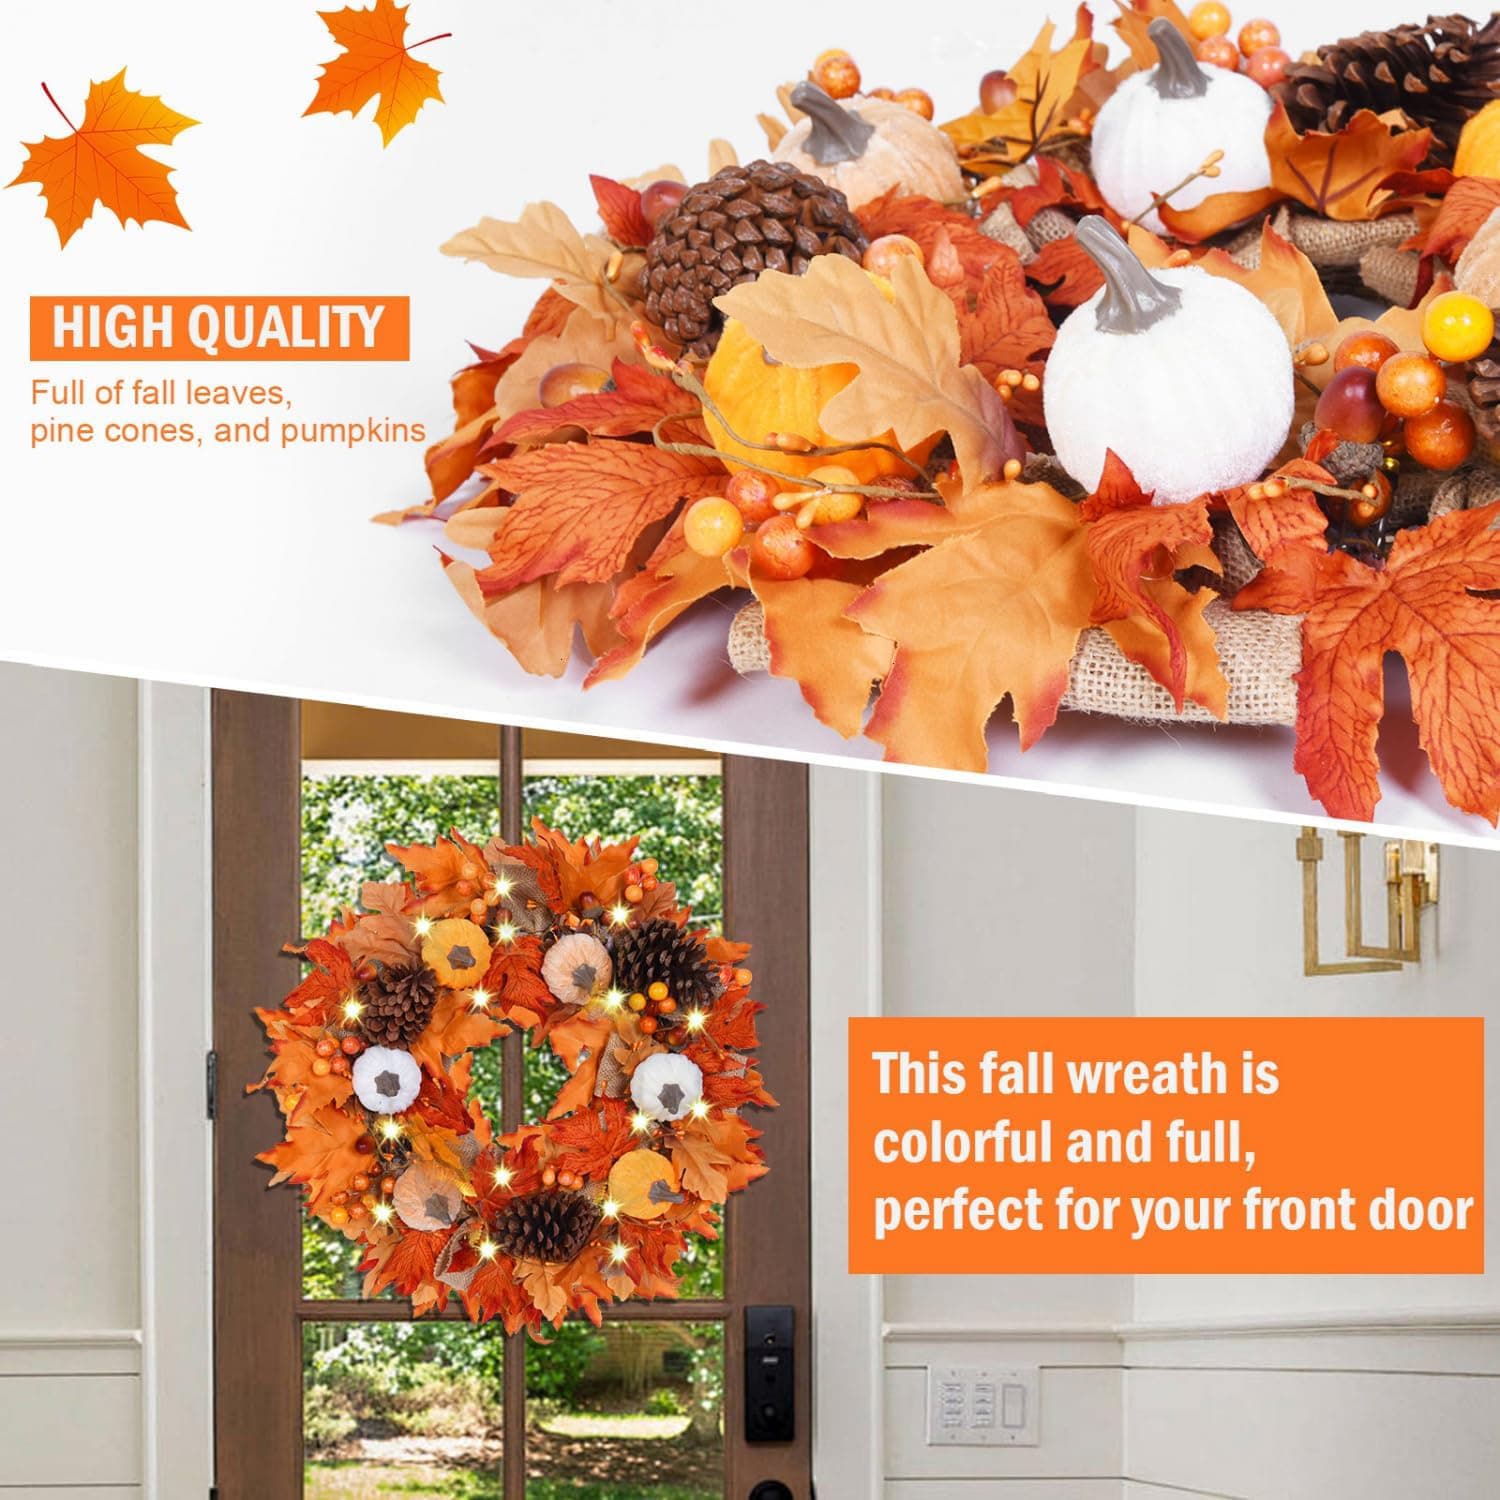 HIGH QUALITY
Full of fall leaves,
pine cones, and pumpkins
This fall wreath is
colorful and full,
perfect for your front door